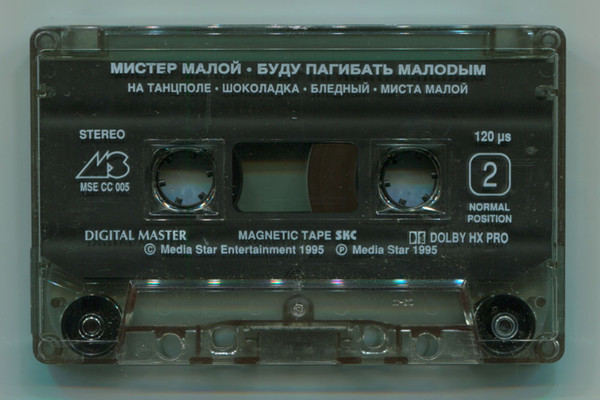 МИСТЕР МАЛОЙ • БУДУ ПАГИБАТЬ МАЛОDЫМ
НА ТАНЦПОЛЕ • ШОКОЛАДКА • БЛЕДНЫЙ • МИСТА МАЛОЙ
STEREO
120 µs
MSE CC 005
2
NORMAL
POSITION
DIGITAL MASTER
MAGNETIC TAPE SKC
DOLBY HX PRO
© Media Star Entertainment 1995 ℗ Media Star 1995